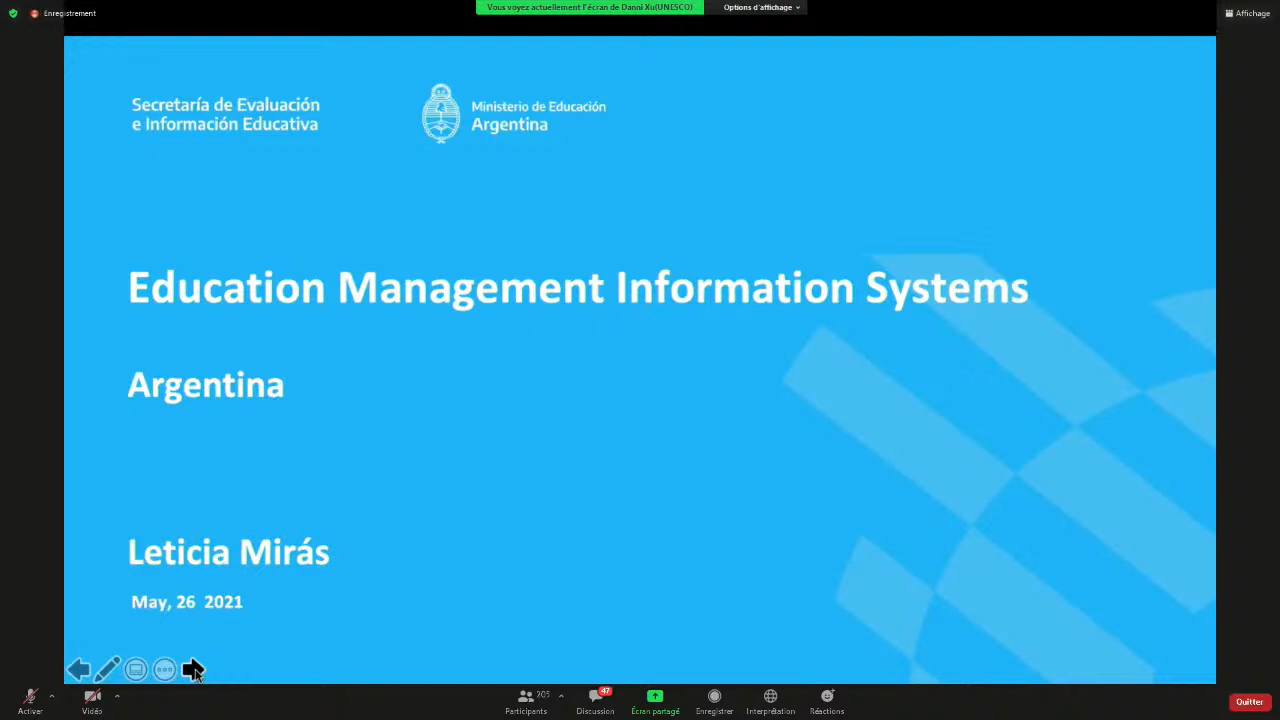 Enregistrement
Vous voyez actuellement l'écran de Danni Xu(UNESCO)
Options d'affichage
Affichage
Secretaría de Evaluación
e Información Educativa
Ministerio de Educación
Argentina
Education Management Information Systems
Argentina
Leticia Mirás
May, 26 2021
Activer
Vidéo
205
Participants
47
Discussion
Écran partagé
Enregistrer
Interprétation
Réactions
Quitter